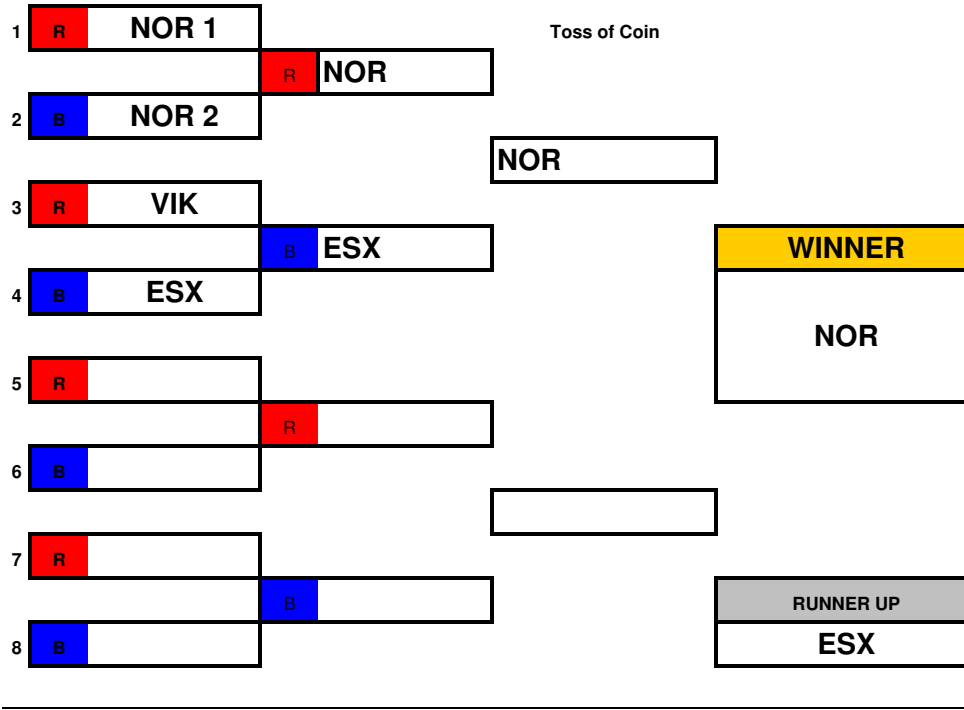 1 R NOR 1 Toss of Coin
R NOR
2 B NOR 2
NOR
3 R VIK
B ESX WINNER
4 B ESX
NOR
5 R
R
6 B
7 R
B RUNNER UP
8 B ESX